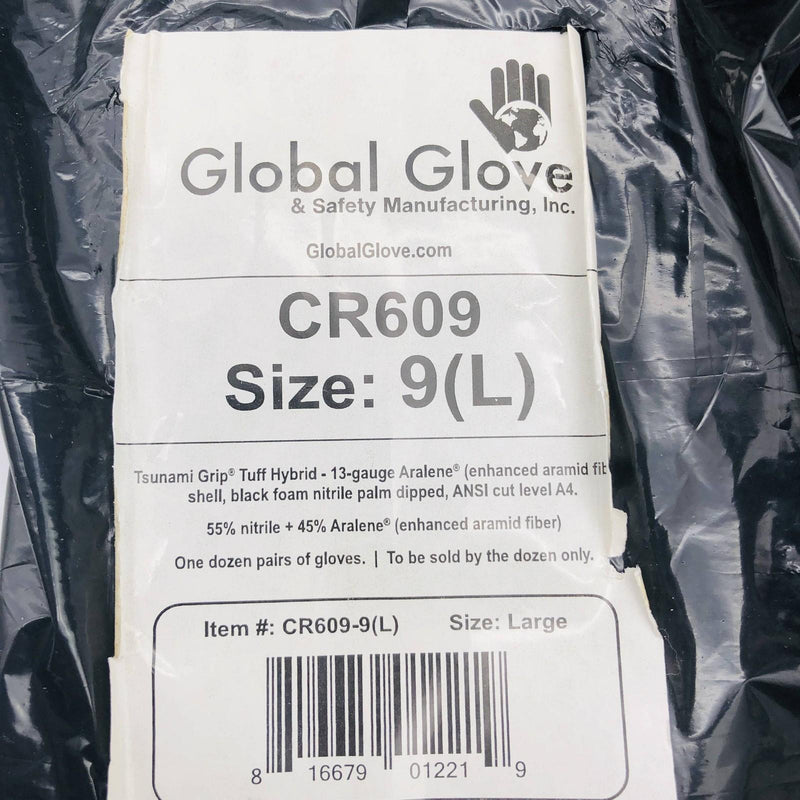 Global Glove
& Safety Manufacturing, Inc.
GlobalGlove.com
CR609
Size: 9(L)
Tsunami Grip® Tuff Hybrid - 13-gauge Aralene® (enhanced aramid fib
shell, black foam nitrile palm dipped, ANSI cut level A4.
55% nitrile + 45% Aralene® (enhanced aramid fiber)
One dozen pairs of gloves. | To be sold by the dozen only.
Item #: CR609-9(L) Size: Large
8 16679 01221 9